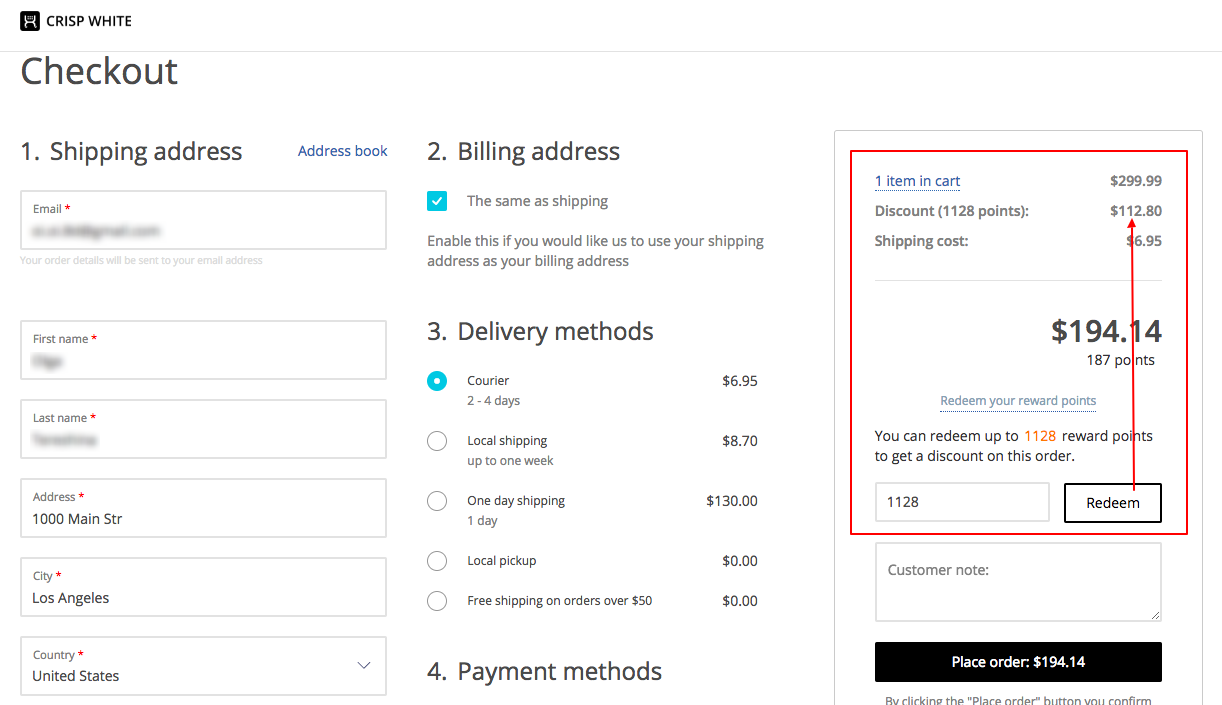 CRISP WHITE
Checkout
1. Shipping address
Address book
Email *
Your order details will be sent to your email address
First name *
Last name *
Address *
1000 Main Str
City *
Los Angeles
Country *
United States
2. Billing address
The same as shipping
Enable this if you would like us to use your shipping
address as your billing address
3. Delivery methods
Courier $6.95
2 - 4 days
Local shipping $8.70
up to one week
One day shipping $130.00
1 day
Local pickup $0.00
Free shipping on orders over $50 $0.00
4. Payment methods
1 item in cart $299.99
Discount (1128 points): $112.80
Shipping cost: $6.95
$194.14
187 points
Redeem your reward points
You can redeem up to 1128 reward points
to get a discount on this order.
1128 Redeem
Customer note:
Place order: $194.14
By clicking the "Place order" button you confirm